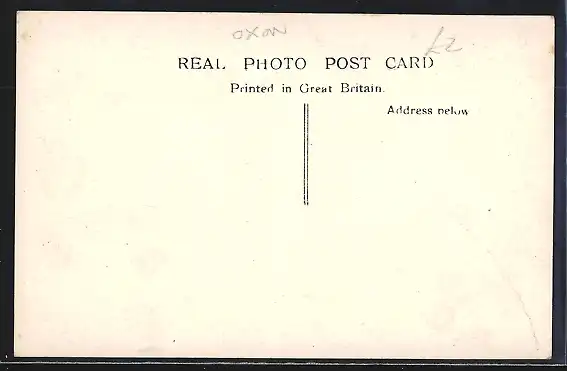 OXON
£2
REAL PHOTO POST CARD
Printed in Great Britain.
Address below